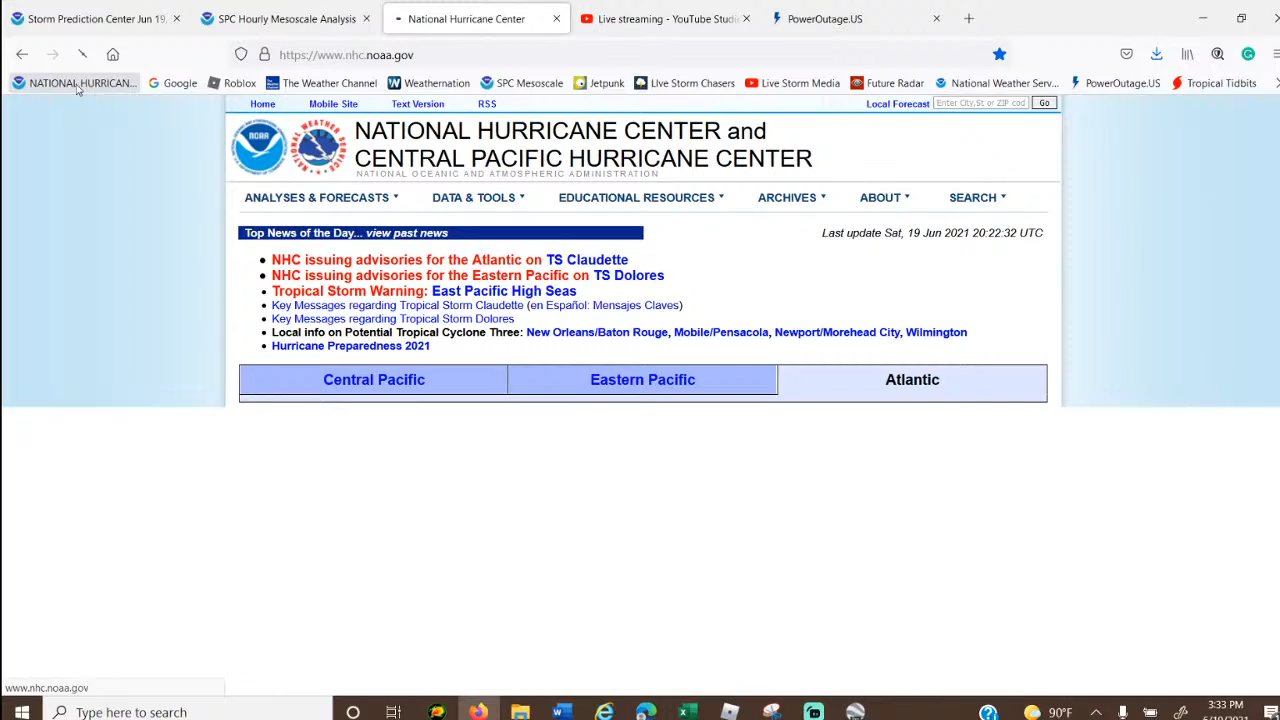 Storm Prediction Center Jun 19,
SPC Hourly Mesoscale Analysis
National Hurricane Center
Live streaming - YouTube Studi
PowerOutage.US
https://www.nhc.noaa.gov
NATIONAL HURRICAN...
Google
Roblox
The Weather Channel
Weathernation
SPC Mesoscale
Jetpunk
LIve Storm Chasers
Live Storm Media
Future Radar
National Weather Serv...
PowerOutage.US
Tropical Tidbits
Home
Mobile Site
Text Version
RSS
Local Forecast
Enter City,St or ZIP cod
Go
NOAA
NATIONAL HURRICANE CENTER and
CENTRAL PACIFIC HURRICANE CENTER
NATIONAL OCEANIC AND ATMOSPHERIC ADMINISTRATION
ANALYSES & FORECASTS
DATA & TOOLS
EDUCATIONAL RESOURCES
ARCHIVES
ABOUT
SEARCH
Top News of the Day... view past news
Last update Sat, 19 Jun 2021 20:22:32 UTC
NHC issuing advisories for the Atlantic on TS Claudette
NHC issuing advisories for the Eastern Pacific on TS Dolores
Tropical Storm Warning: East Pacific High Seas
Key Messages regarding Tropical Storm Claudette (en Español: Mensajes Claves)
Key Messages regarding Tropical Storm Dolores
Local info on Potential Tropical Cyclone Three: New Orleans/Baton Rouge, Mobile/Pensacola, Newport/Morehead City, Wilmington
Hurricane Preparedness 2021
Central Pacific
Eastern Pacific
Atlantic
www.nhc.noaa.gov
Type here to search
90°F
3:33 PM
6/19/2021